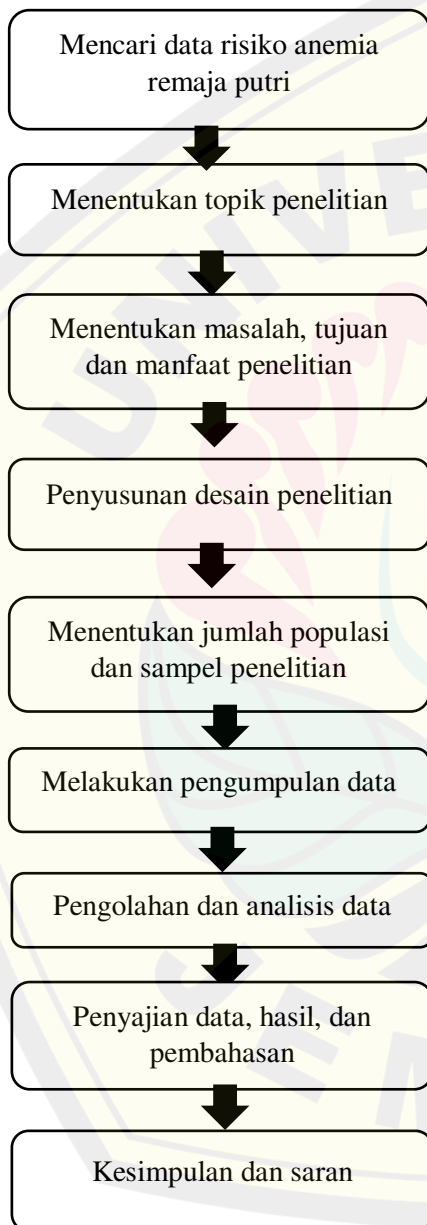 Mencari data risiko anemia
remaja putri
Menentukan topik penelitian
Menentukan masalah, tujuan
dan manfaat penelitian
Penyusunan desain penelitian
Menentukan jumlah populasi
dan sampel penelitian
Melakukan pengumpulan data
Pengolahan dan analisis data
Penyajian data, hasil, dan
pembahasan
Kesimpulan dan saran